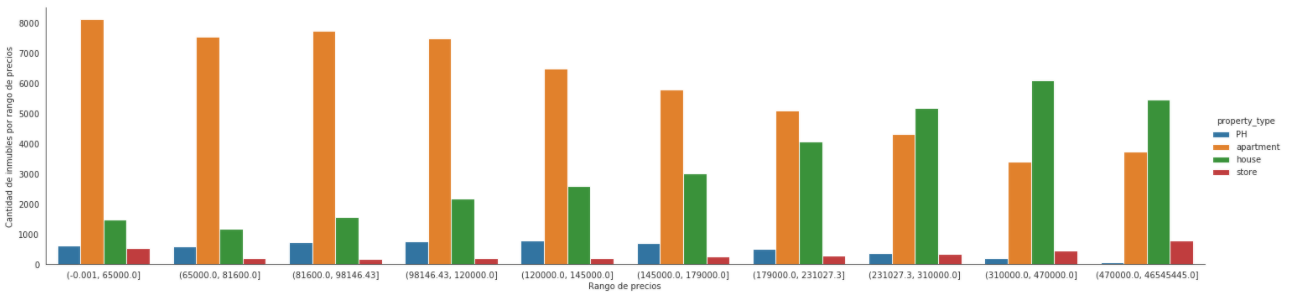 8000
7000
6000
5000
4000
3000
2000
1000
0
Cantidad de inmubles por rango de precios
(-0.001, 65000.0]
(65000.0, 81600.0]
(81600.0, 98146.43]
(98146.43, 120000.0]
(120000.0, 145000.0]
(145000.0, 179000.0]
(179000.0, 231027.3]
(231027.3, 310000.0]
(310000.0, 470000.0]
(470000.0, 46545445.0]
Rango de precios
property_type
PH
apartment
house
store